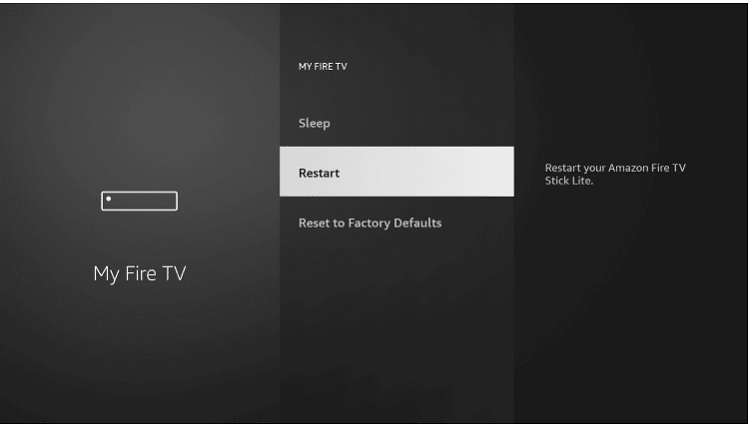 MY FIRE TV
Sleep
Restart
Reset to Factory Defaults
My Fire TV
Restart your Amazon Fire TV
Stick Lite.